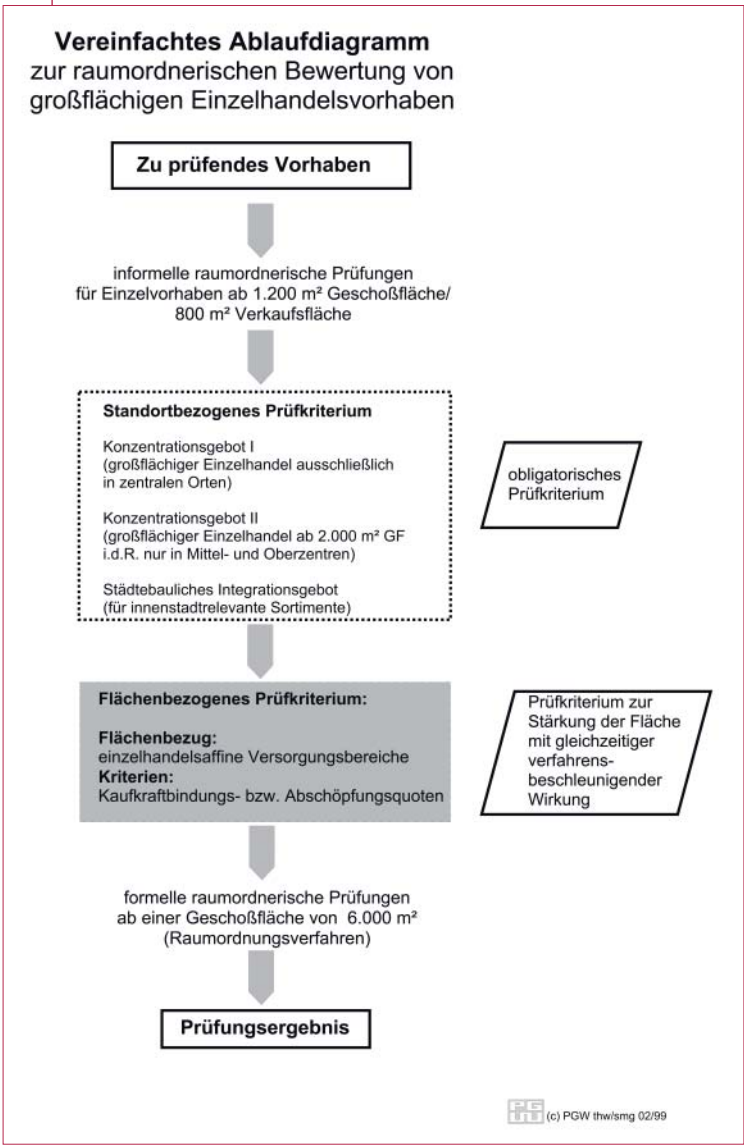 Vereinfachtes Ablaufdiagramm
zur raumordnerischen Bewertung von
großflächigen Einzelhandelsvorhaben
Zu prüfendes Vorhaben
informelle raumordnerische Prüfungen
für Einzelvorhaben ab 1.200 m² Geschoßfläche/
800 m² Verkaufsfläche
Standortbezogenes Prüfkriterium
Konzentrationsgebot I
(großflächiger Einzelhandel ausschließlich
in zentralen Orten)
Konzentrationsgebot II
(großflächiger Einzelhandel ab 2.000 m² GF
i.d.R. nur in Mittel- und Oberzentren)
Städtebauliches Integrationsgebot
(für innenstadtrelevante Sortimente)
obligatorisches
Prüfkriterium
Flächenbezogenes Prüfkriterium:
Flächenbezug:
einzelhandelsaffine Versorgungsbereiche
Kriterien:
Kaufkraftbindungs- bzw. Abschöpfungsquoten
Prüfkriterium zur
Stärkung der Fläche
mit gleichzeitiger
verfahrens-
beschleunigender
Wirkung
formelle raumordnerische Prüfungen
ab einer Geschoßfläche von 6.000 m²
(Raumordnungsverfahren)
Prüfungsergebnis
(c) PGW thw/smg 02/99